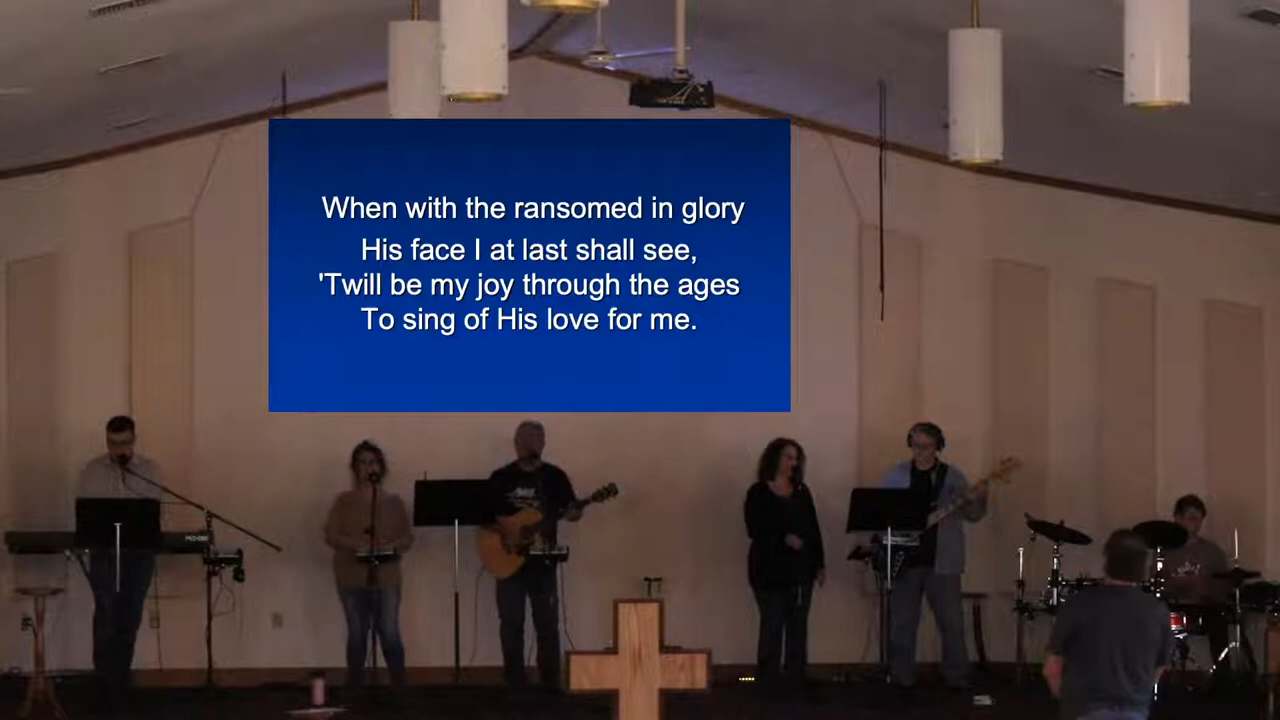 When with the ransomed in glory
His face I at last shall see,
'Twill be my joy through the ages
To sing of His love for me.